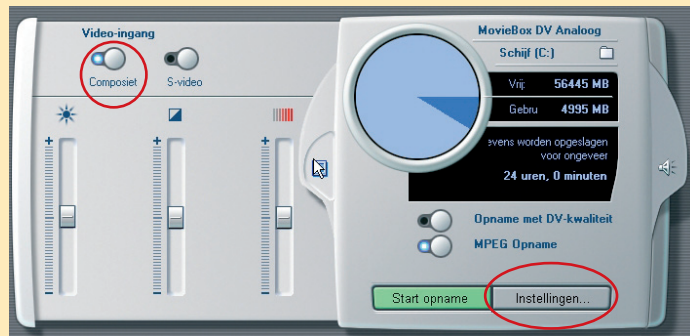 Video-ingang
Composiet
S-video
MovieBox DV Analoog
Schijf (C:)
Vrij: 56445 MB
Gebru 4995 MB
evens worden opgeslagen
voor ongeveer
24 uren, 0 minuten
Opname met DV-kwaliteit
MPEG Opname
Start opname
Instellingen...